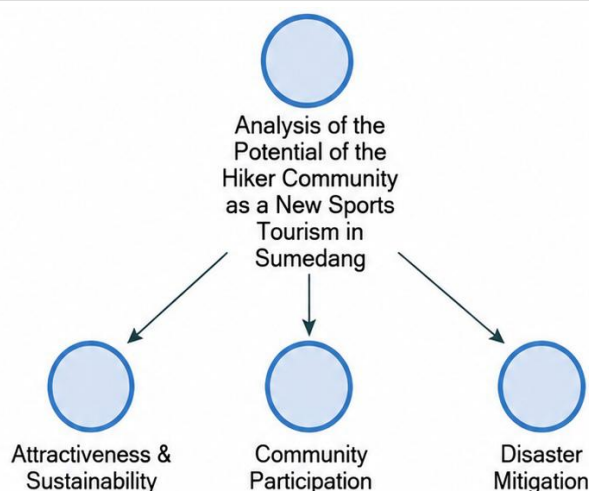 Analysis of the
Potential of the
Hiker Community
as a New Sports
Tourism in
Sumedang
Attractiveness &
Sustainability
Community
Participation
Disaster
Mitigation